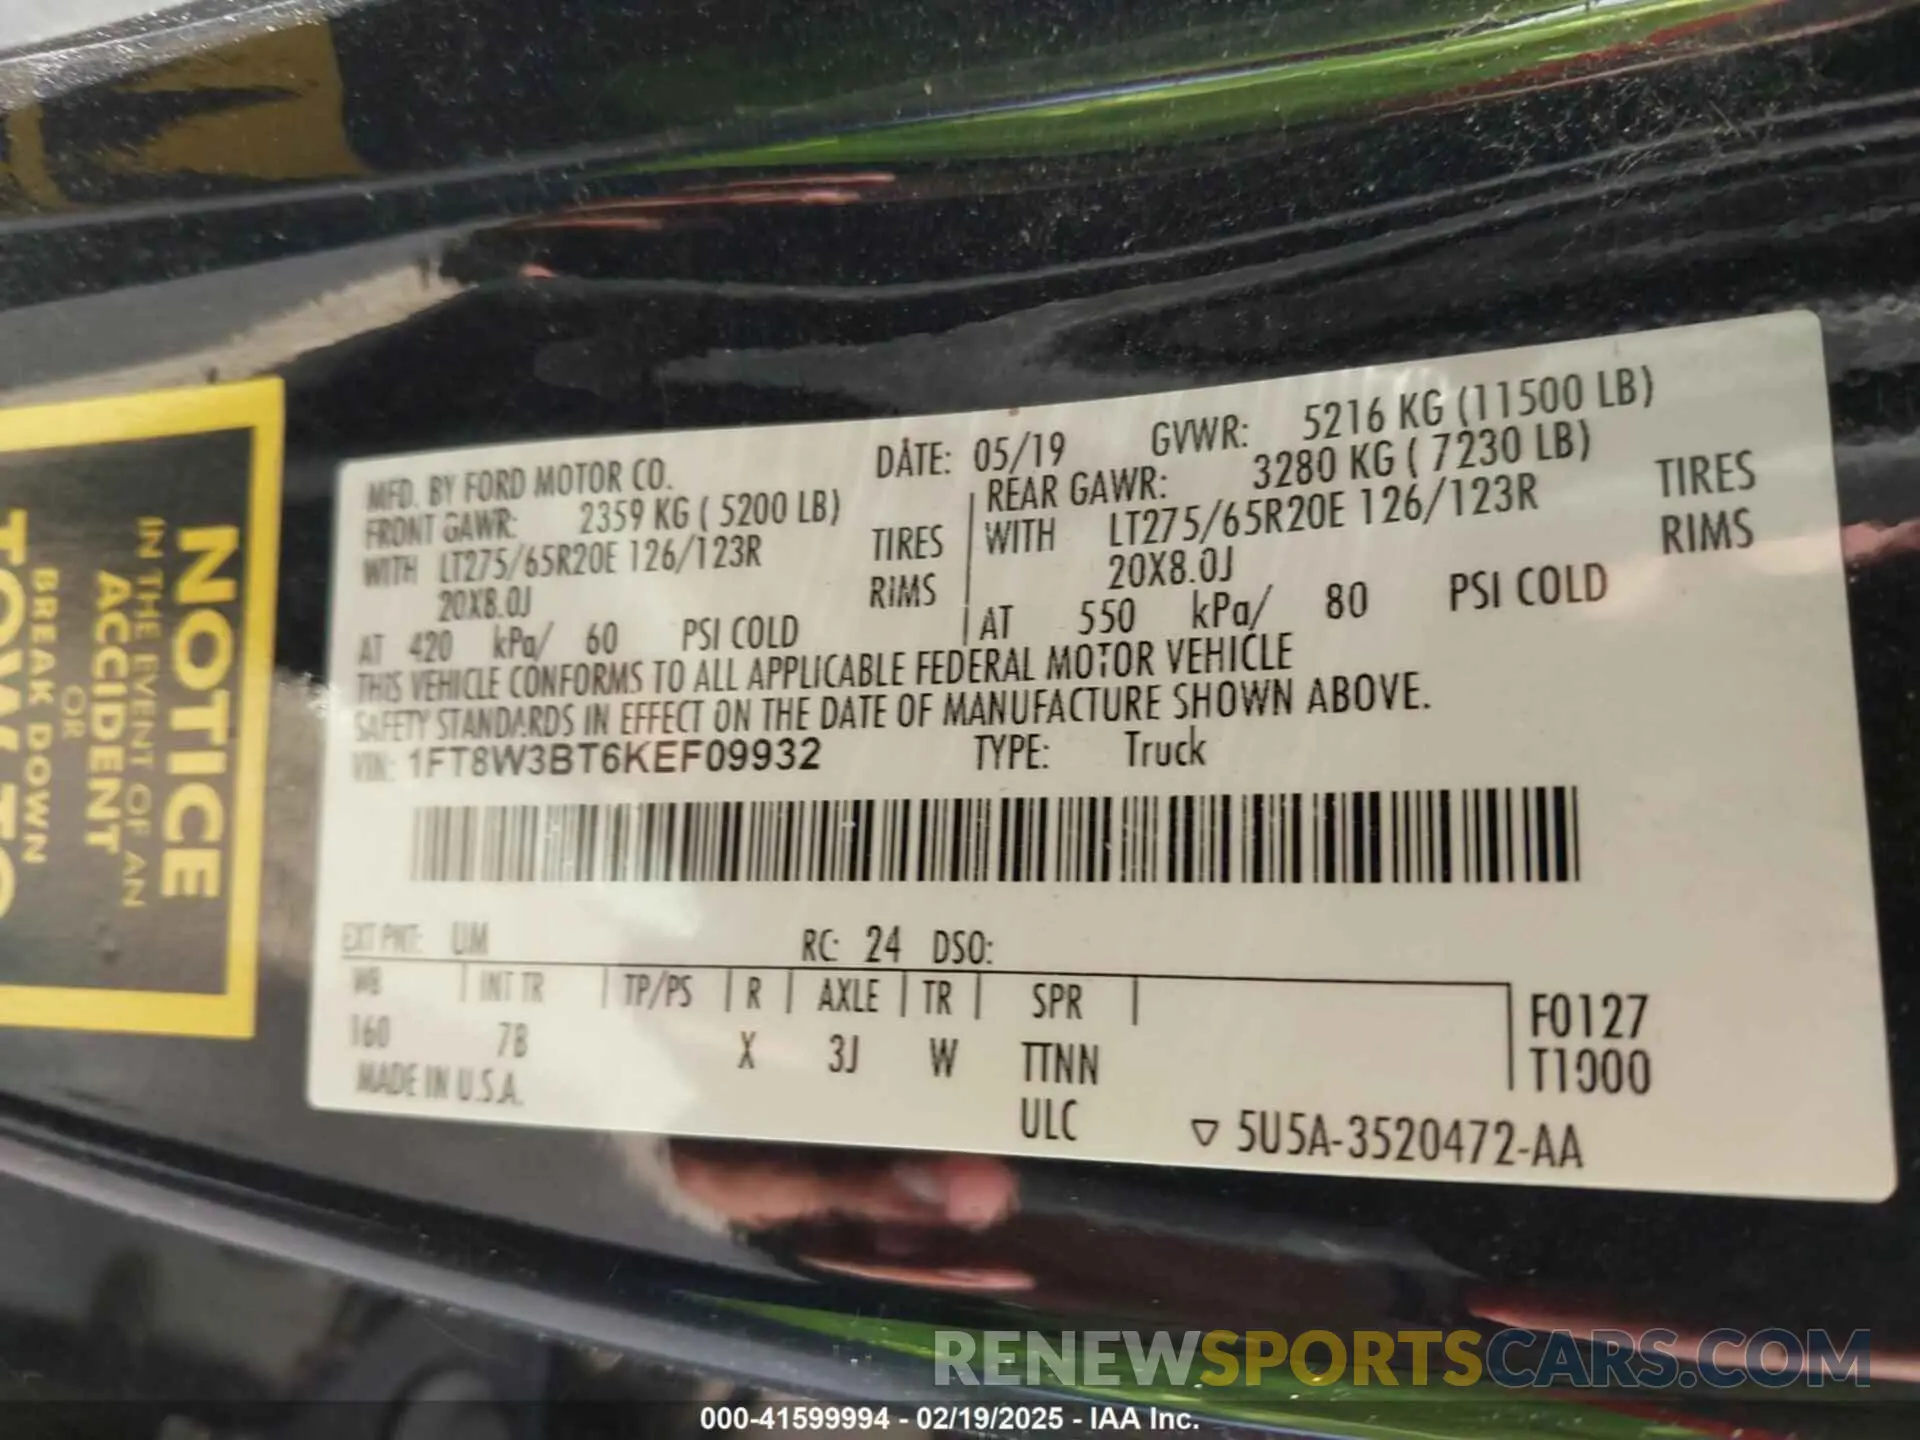 NOTICE
IN THE EVENT OF AN
ACCIDENT
OR
BREAK DOWN
TOW TO
MFD. BY FORD MOTOR CO.
DATE: 05/19
GVWR: 5216 KG (11500 LB)
FRONT GAWR: 2359 KG ( 5200 LB)
REAR GAWR: 3280 KG ( 7230 LB)
WITH LT275/65R20E 126/123R TIRES
WITH LT275/65R20E 126/123R TIRES
20X8.0J RIMS
20X8.0J RIMS
AT 420 kPa/ 60 PSI COLD
AT 550 kPa/ 80 PSI COLD
THIS VEHICLE CONFORMS TO ALL APPLICABLE FEDERAL MOTOR VEHICLE
SAFETY STANDARDS IN EFFECT ON THE DATE OF MANUFACTURE SHOWN ABOVE.
VIN: 1FT8W3BT6KEF09932 TYPE: Truck
EXT PNT: UM RC: 24 DSO:
WB INT TR TP/PS R AXLE TR SPR
160 7B X 3J W TTNN
ULC
F0127
T1000
MADE IN U.S.A.
▽ 5U5A-3520472-AA
RENEWSPORTSCARS.COM
000-41599994 - 02/19/2025 - IAA Inc.